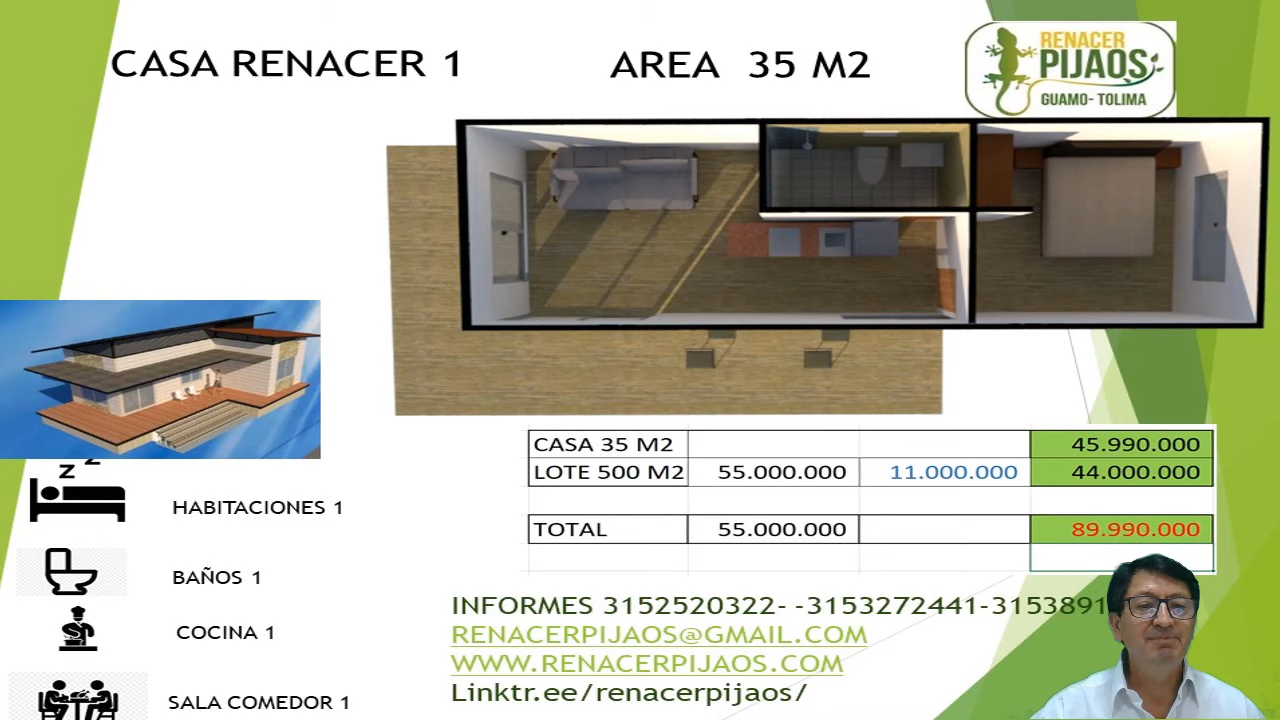 CASA RENACER 1
AREA 35 M2
RENACER
PIJAOS
GUAMO- TOLIMA
CASA 35 M2 45.990.000
LOTE 500 M2 55.000.000 11.000.000 44.000.000
TOTAL 55.000.000 89.990.000
z z
HABITACIONES 1
BAÑOS 1
COCINA 1
SALA COMEDOR 1
INFORMES 3152520322- -3153272441-3153891
RENACERPIJAOS@GMAIL.COM
WWW.RENACERPIJAOS.COM
Linktr.ee/renacerpijaos/